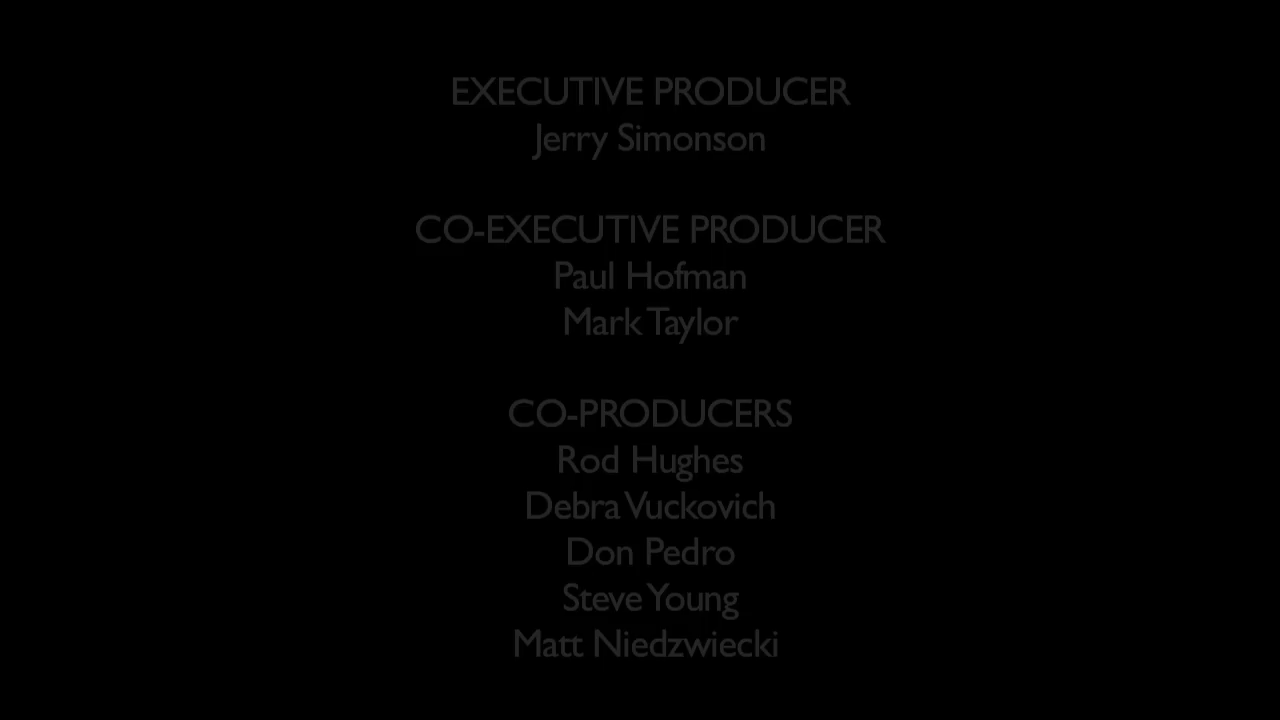 EXECUTIVE PRODUCER
Jerry Simonson
CO-EXECUTIVE PRODUCER
Paul Hofman
Mark Taylor
CO-PRODUCERS
Rod Hughes
Debra Vuckovich
Don Pedro
Steve Young
Matt Niedzwiecki